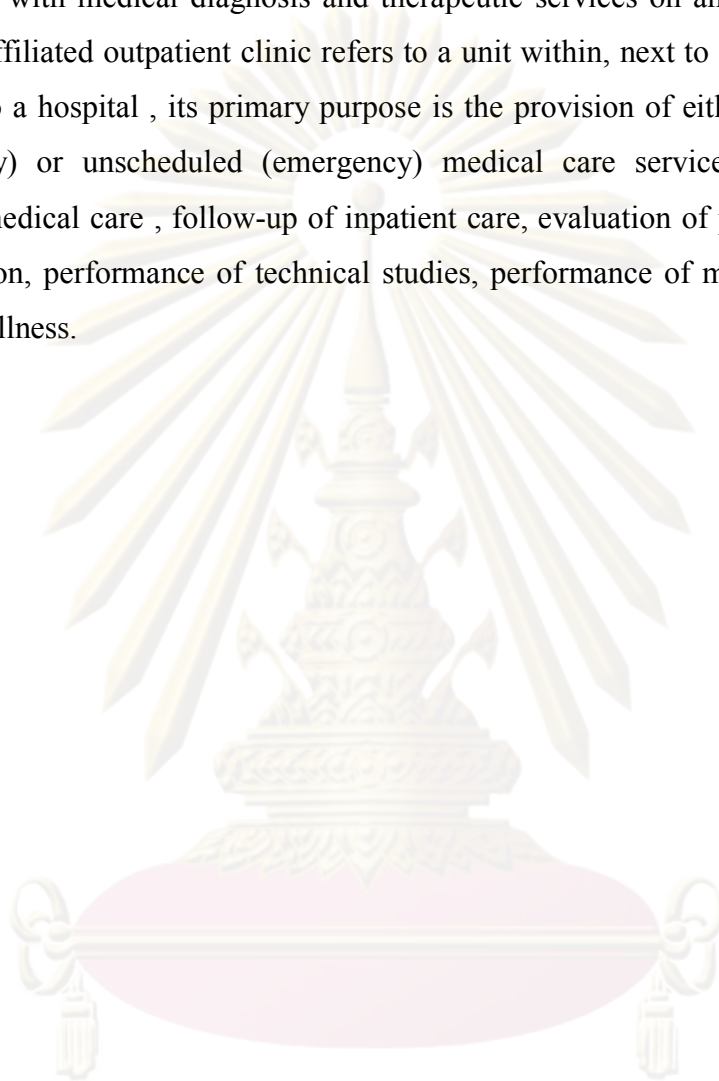 with medical diagnosis and therapeutic services on an
ffiliated outpatient clinic refers to a unit within, next to
a hospital , its primary purpose is the provision of eit
y) or unscheduled (emergency) medical care service
medical care , follow-up of inpatient care, evaluation of
on, performance of technical studies, performance of m
llness.